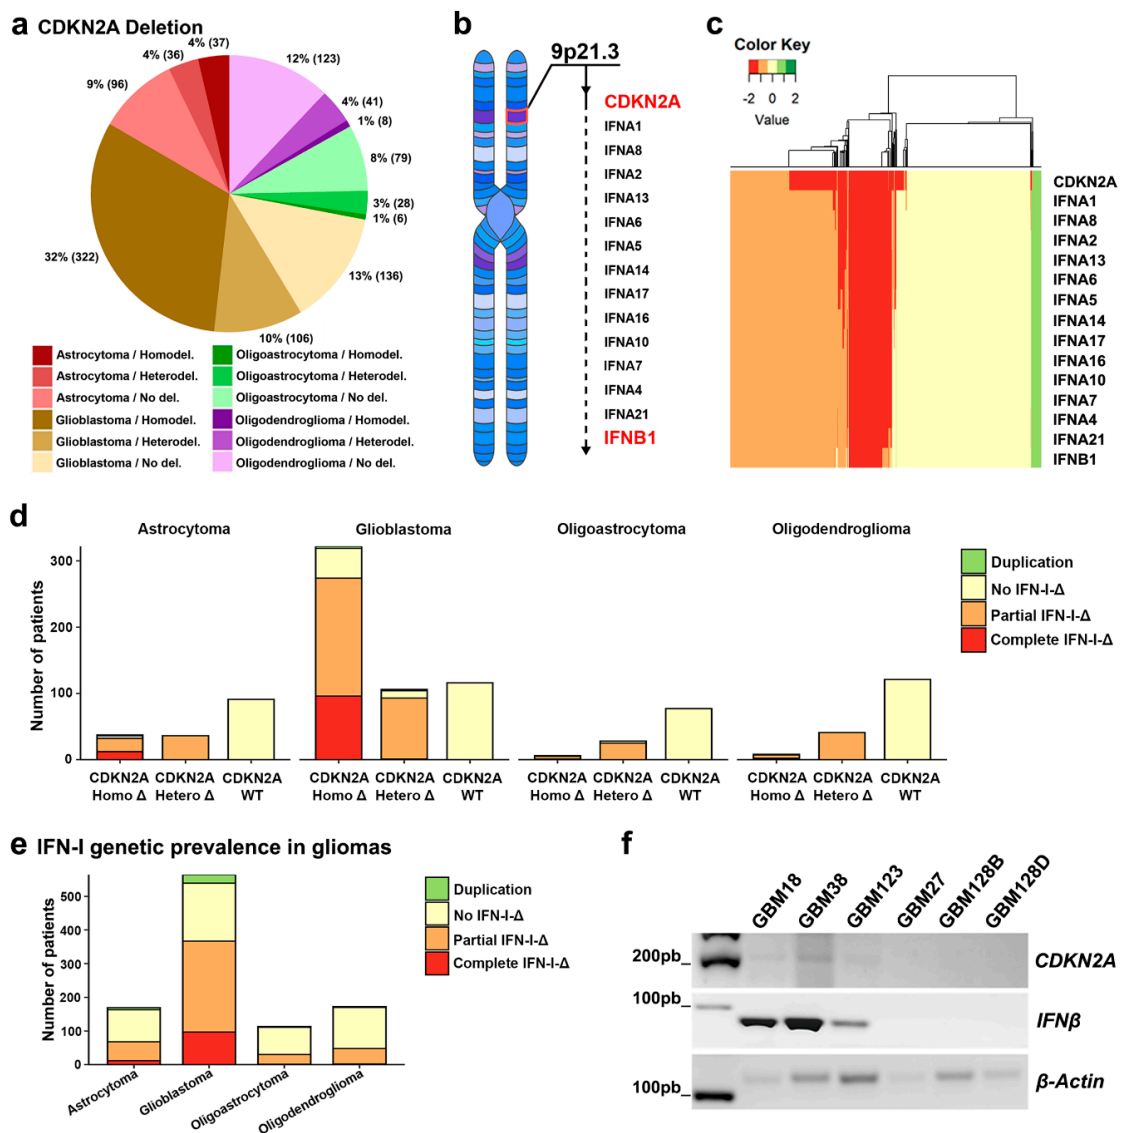 a CDKN2A Deletion
4% (37)
4% (36)
9% (96)
32% (322)
10% (106)
13% (136)
1% (6)
3% (28)
8% (79)
1% (8)
4% (41)
12% (123)
Astrocytoma / Homodel.
Astrocytoma / Heterodel.
Astrocytoma / No del.
Glioblastoma / Homodel.
Glioblastoma / Heterodel.
Glioblastoma / No del.
Oligoastrocytoma / Homodel.
Oligoastrocytoma / Heterodel.
Oligoastrocytoma / No del.
Oligodendroglioma / Homodel.
Oligodendroglioma / Heterodel.
Oligodendroglioma / No del.
b
9p21.3
CDKN2A
IFNA1
IFNA8
IFNA2
IFNA13
IFNA6
IFNA5
IFNA14
IFNA17
IFNA16
IFNA10
IFNA7
IFNA4
IFNA21
IFNB1
c
Color Key
-2 0 2
Value
CDKN2A
IFNA1
IFNA8
IFNA2
IFNA13
IFNA6
IFNA5
IFNA14
IFNA17
IFNA16
IFNA10
IFNA7
IFNA4
IFNA21
IFNB1
d
Astrocytoma Glioblastoma Oligoastrocytoma Oligodendroglioma
Number of patients
300
200
100
0
CDKN2A CDKN2A CDKN2A CDKN2A CDKN2A CDKN2A CDKN2A CDKN2A CDKN2A CDKN2A CDKN2A CDKN2A
Homo Δ Hetero Δ WT Homo Δ Hetero Δ WT Homo Δ Hetero Δ WT Homo Δ Hetero Δ WT
Duplication
No IFN-I-Δ
Partial IFN-I-Δ
Complete IFN-I-Δ
e IFN-I genetic prevalence in gliomas
Number of patients
500
400
300
200
100
0
Astrocytoma
Glioblastoma
Oligoastrocytoma
Oligodendroglioma
Duplication
No IFN-I-Δ
Partial IFN-I-Δ
Complete IFN-I-Δ
f
GBM18 GBM38 GBM123 GBM27 GBM128B GBM128D
200pb_ CDKN2A
100pb_ IFNβ
100pb_ β-Actin